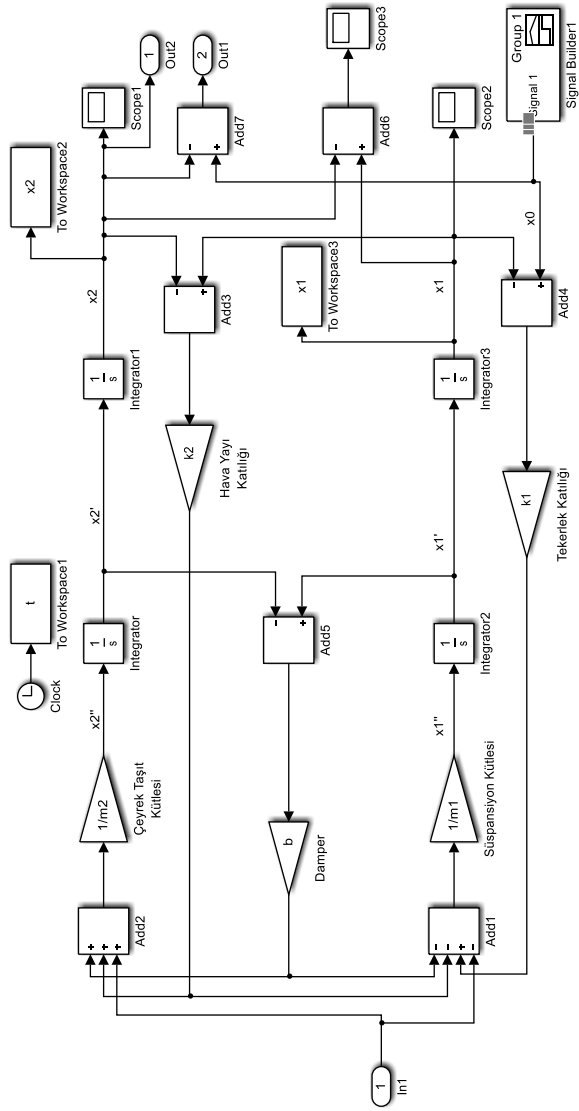 t
x2
Clock
To Workspace1
To Workspace2
x2''
x2'
x2
+
+
+
1/m2
1
s
1
s
Add2
Çeyrek Taşıt
Kütlesi
Integrator
Integrator1
Scope1
1
Out2
k2
Hava Yayı
Katılığı
-
+
Add3
-
+
Add7
2
Out1
b
Damper
-
+
Add5
x1
To Workspace3
-
+
Add6
Scope3
1
In1
x1''
x1'
x1
-
-
+
-
Add1
1/m1
Süspansiyon Kütlesi
1
s
Integrator2
1
s
Integrator3
Scope2
k1
Tekerlek Katılığı
-
+
Add4
x0
Group 1
Signal 1
Signal Builder1